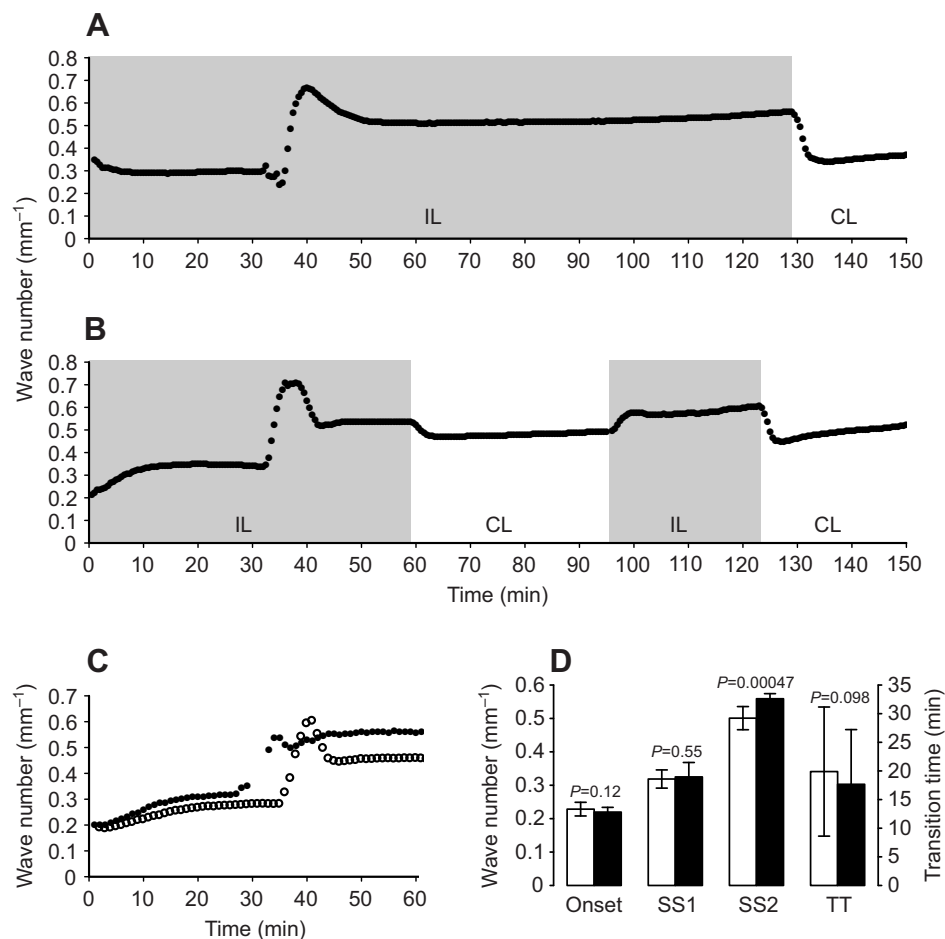 A
0.8
0.7
0.6
0.5
0.4
0.3
0.2
0.1
0
IL
CL
0 10 20 30 40 50 60 70 80 90 100 110 120 130 140 150
Wave number (mm⁻¹)
B
0.8
0.7
0.6
0.5
0.4
0.3
0.2
0.1
0
IL CL IL CL
0 10 20 30 40 50 60 70 80 90 100 110 120 130 140 150
Time (min)
C
Wave number (mm⁻¹)
0.7
0.6
0.5
0.4
0.3
0.2
0.1
0
0 10 20 30 40 50 60
Time (min)
D
Wave number (mm⁻¹)
0.6
0.5
0.4
0.3
0.2
0.1
0
P=0.12
P=0.55
P=0.00047
P=0.098
35
30
25
20
15
10
5
0
Transition time (min)
Onset SS1 SS2 TT